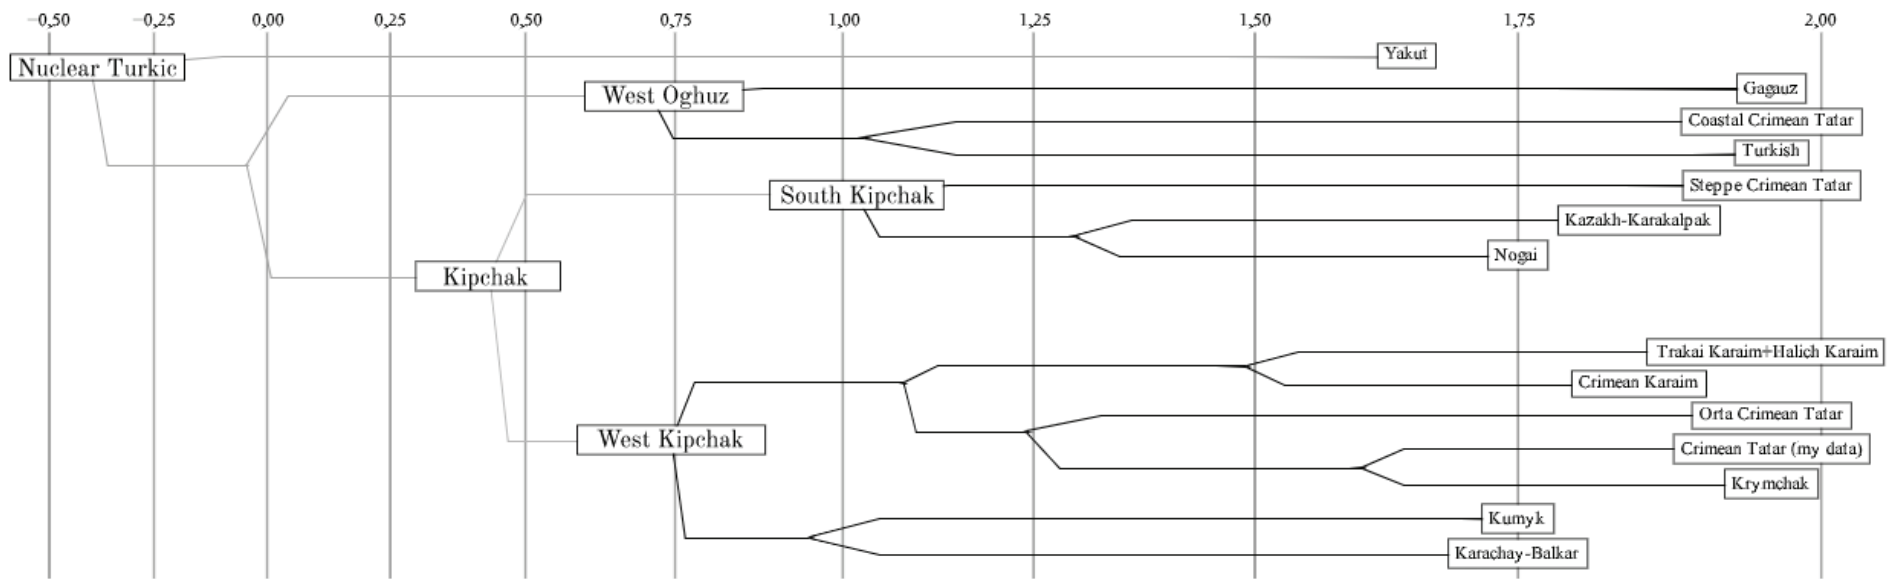 −0,50 −0,25 0,00 0,25 0,50 0,75 1,00 1,25 1,50 1,75 2,00
Nuclear Turkic
Yakut
West Oghuz
Gagauz
Coastal Crimean Tatar
Turkish
South Kipchak
Steppe Crimean Tatar
Kazakh-Karakalpak
Nogai
Kipchak
Trakai Karaim+Halich Karaim
Crimean Karaim
Orta Crimean Tatar
West Kipchak
Crimean Tatar (my data)
Krymchak
Kumyk
Karachay-Balkar